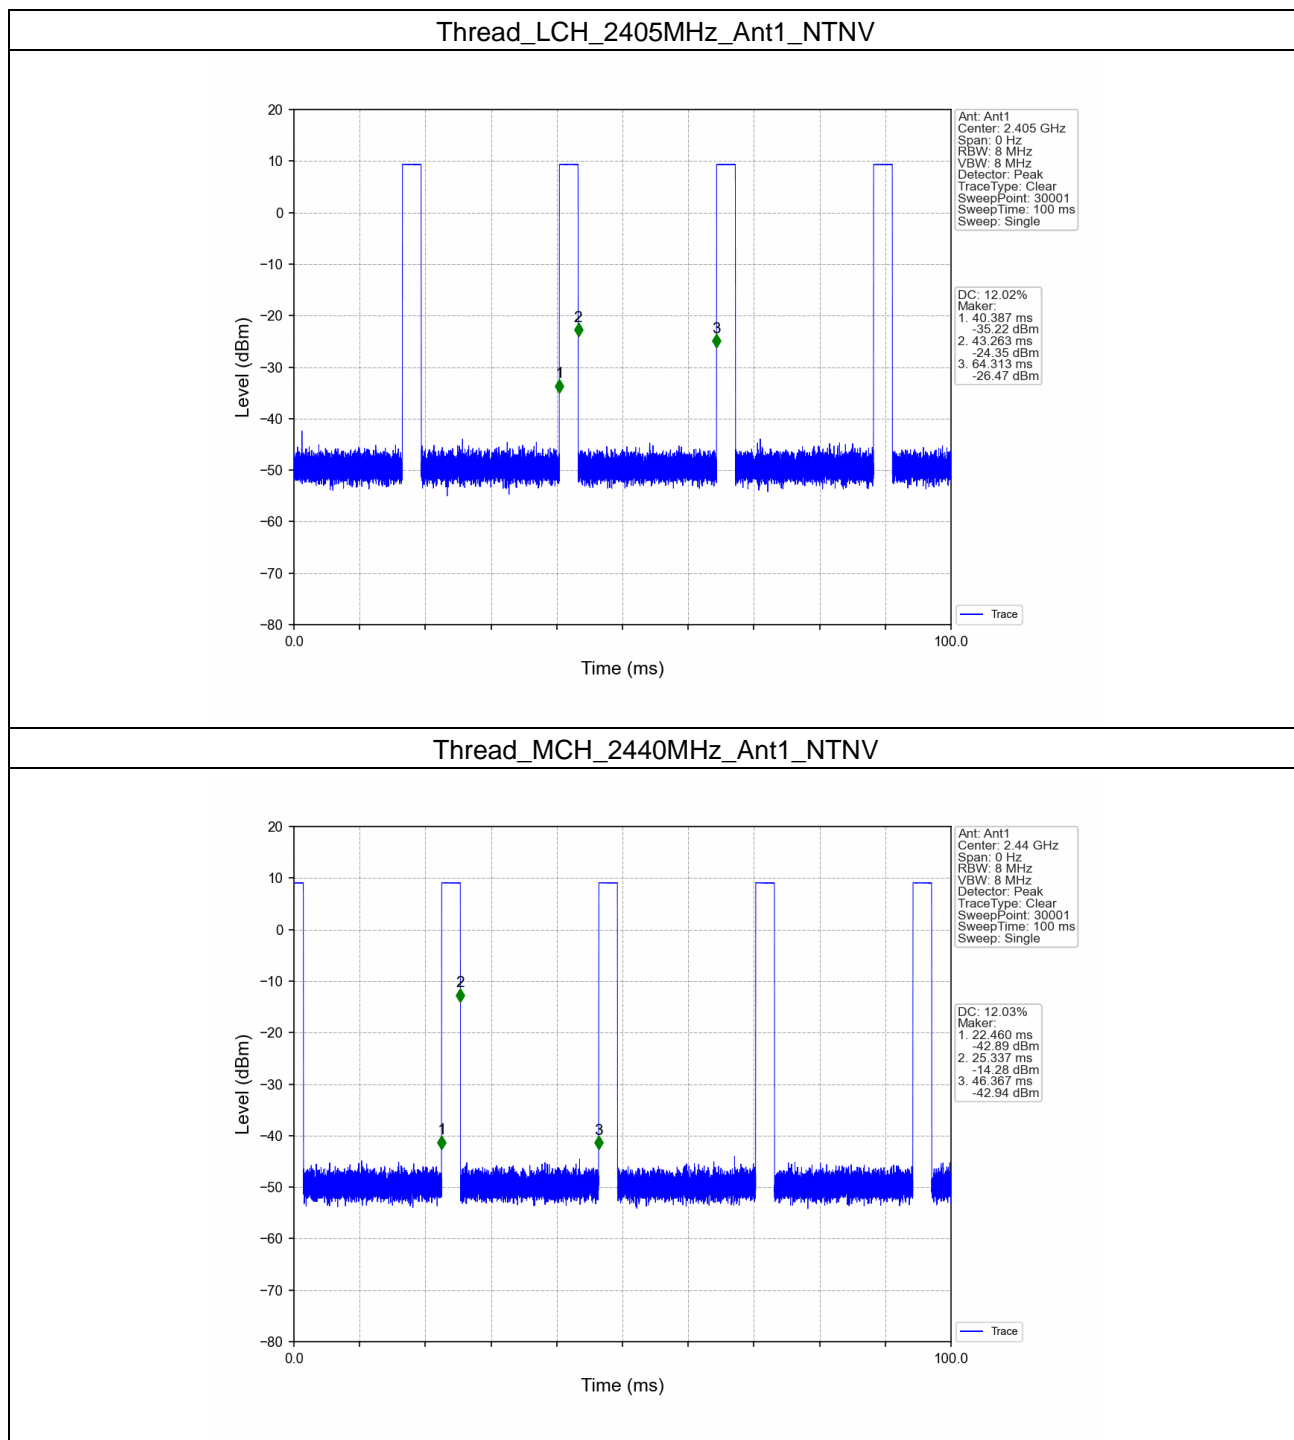 Thread_LCH_2405MHz_Ant1_NTNV
20
10
0
−10
−20
−30
−40
−50
−60
−70
−80
Level (dBm)
1
2
3
0.0
100.0
Time (ms)
Ant: Ant1
Center: 2.405 GHz
Span: 0 Hz
RBW: 8 MHz
VBW: 8 MHz
Detector: Peak
TraceType: Clear
SweepPoint: 30001
SweepTime: 100 ms
Sweep: Single
DC: 12.02%
Maker:
1. 40.387 ms
-35.22 dBm
2. 43.263 ms
-24.35 dBm
3. 64.313 ms
-26.47 dBm
Trace
Thread_MCH_2440MHz_Ant1_NTNV
20
10
0
−10
−20
−30
−40
−50
−60
−70
−80
Level (dBm)
1
2
3
0.0
100.0
Time (ms)
Ant: Ant1
Center: 2.44 GHz
Span: 0 Hz
RBW: 8 MHz
VBW: 8 MHz
Detector: Peak
TraceType: Clear
SweepPoint: 30001
SweepTime: 100 ms
Sweep: Single
DC: 12.03%
Maker:
1. 22.460 ms
-42.89 dBm
2. 25.337 ms
-14.28 dBm
3. 46.367 ms
-42.94 dBm
Trace